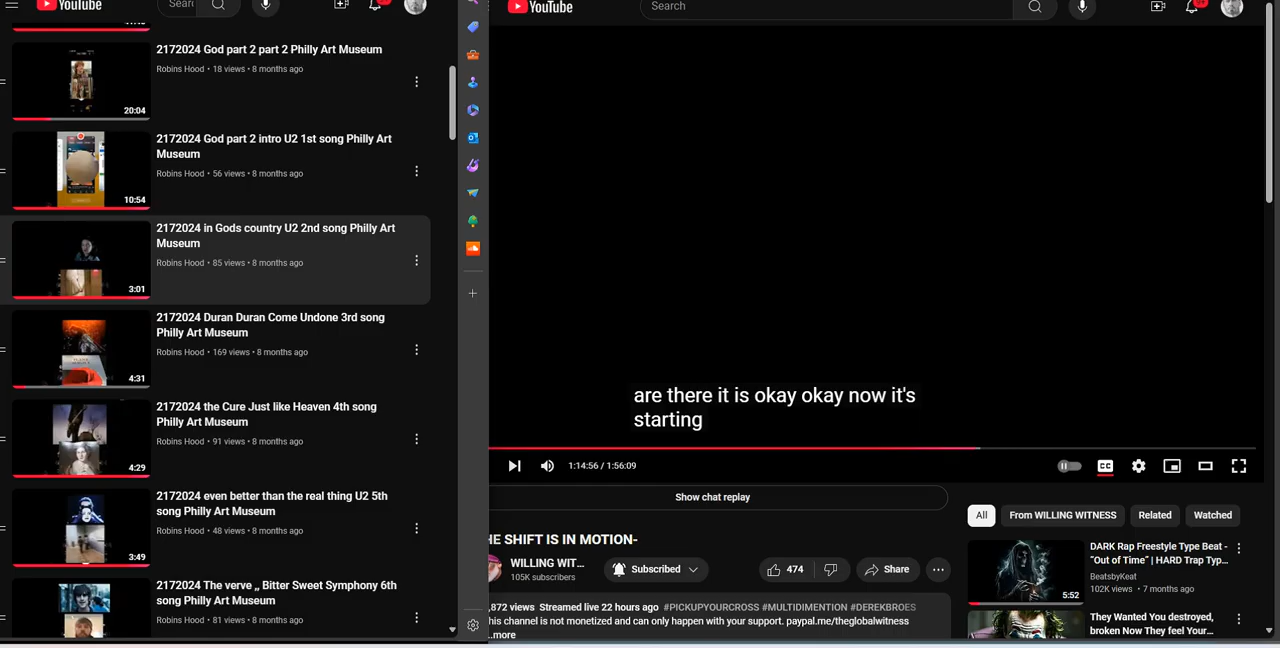 YouTube
Sear
2172024 God part 2 part 2 Philly Art Museum
Robins Hood • 18 views • 8 months ago
20:04
2172024 God part 2 intro U2 1st song Philly Art
Museum
Robins Hood • 56 views • 8 months ago
10:54
2172024 in Gods country U2 2nd song Philly Art
Museum
Robins Hood • 85 views • 8 months ago
3:01
2172024 Duran Duran Come Undone 3rd song
Philly Art Museum
Robins Hood • 169 views • 8 months ago
4:31
2172024 the Cure Just like Heaven 4th song
Philly Art Museum
Robins Hood • 91 views • 8 months ago
4:29
2172024 even better than the real thing U2 5th
song Philly Art Museum
Robins Hood • 48 views • 8 months ago
3:49
2172024 The verve ,, Bitter Sweet Symphony 6th
song Philly Art Museum
Robins Hood • 81 views • 8 months ago
YouTube
Search
are there it is okay okay now it's
starting
1:14:56 / 1:56:09
CC
Show chat replay
HE SHIFT IS IN MOTION-
WILLING WIT...
105K subscribers
Subscribed
474
Share
,872 views Streamed live 22 hours ago #PICKUPYOURCROSS #MULTIDIMENTION #DEREKBROES
his channel is not monetized and can only happen with your support. paypal.me/theglobalwitness
...more
All
From WILLING WITNESS
Related
Watched
DARK Rap Freestyle Type Beat -
“Out of Time” | HARD Trap Typ...
BeatsbyKeat
102K views • 7 months ago
5:52
They Wanted You destroyed,
broken Now They feel Your...